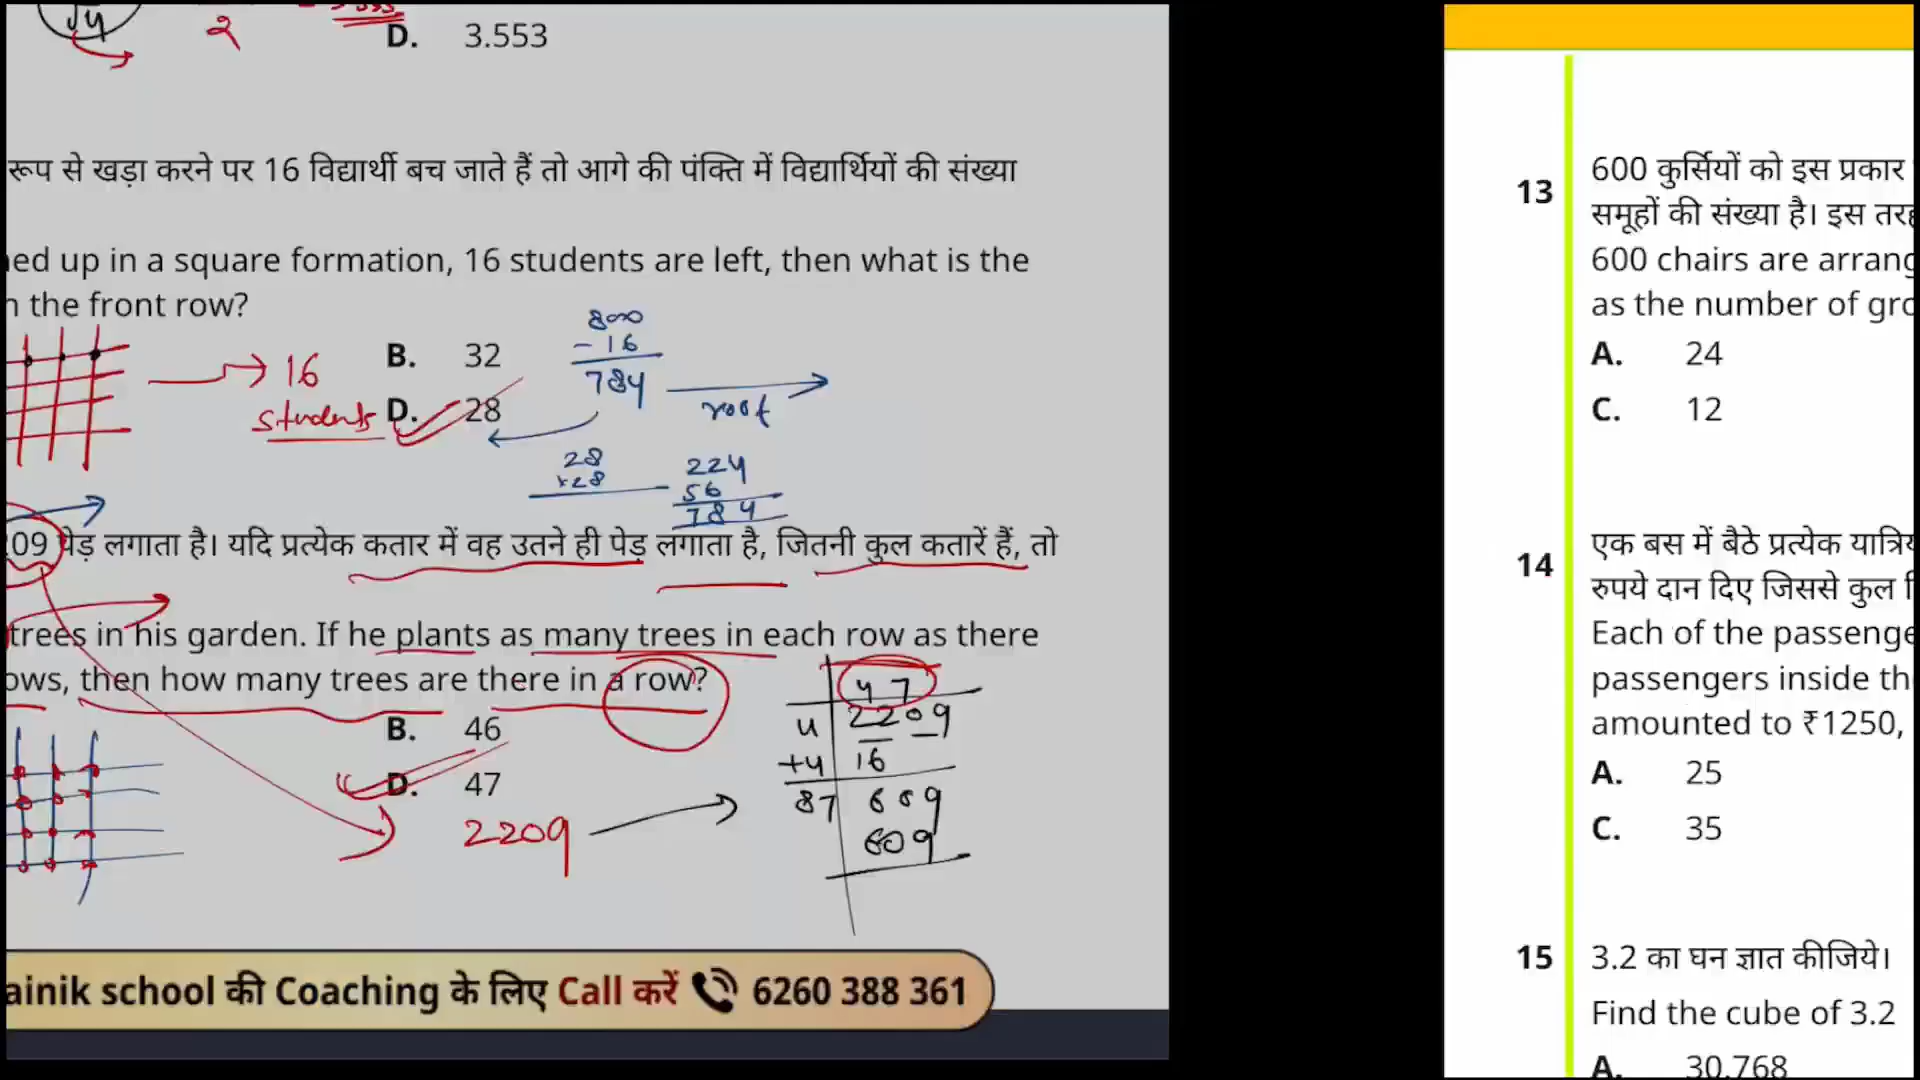 √4
2
D. 3.553
रूप से खड़ा करने पर 16 विद्यार्थी बच जाते हैं तो आगे की पंक्ति में विद्यार्थियों की संख्या
ed up in a square formation, 16 students are left, then what is the
the front row?
→ 16
students
B. 32
D. 28
800
- 16
784
root
28
×28
224
56
784
09 पेड़ लगाता है। यदि प्रत्येक कतार में वह उतने ही पेड़ लगाता है, जितनी कुल कतारें हैं, तो
trees in his garden. If he plants as many trees in each row as there
ows, then how many trees are there in a row?
B. 46
D. 47
2209
47
4 2209
+4 16
87 609
609
ainik school की Coaching के लिए Call करें 6260 388 361
13
600 कुर्सियों को इस प्रकार
समूहों की संख्या है। इस तरह
600 chairs are arrang
as the number of gro
A. 24
C. 12
14
एक बस में बैठे प्रत्येक यात्रि
रुपये दान दिए जिससे कुल
Each of the passenge
passengers inside th
amounted to ₹1250,
A. 25
C. 35
15
3.2 का घन ज्ञात कीजिये।
Find the cube of 3.2
A. 30.768